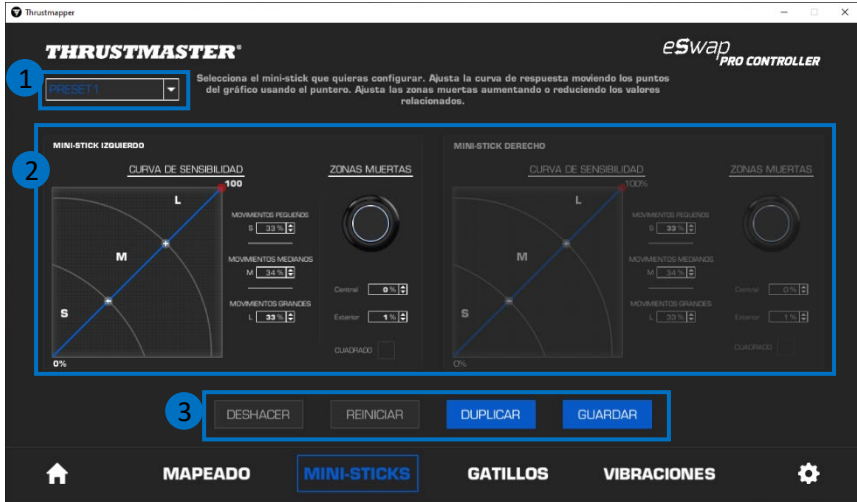 Thrustmapper
THRUSTMASTER®
eSwap
PRO CONTROLLER
1
PRESET1
Selecciona el mini-stick que quieras configurar. Ajusta la curva de respuesta moviendo los puntos
del gráfico usando el puntero. Ajusta las zonas muertas aumentando o reduciendo los valores
relacionados.
2
MINI-STICK IZQUIERDO
CURVA DE SENSIBILIDAD
ZONAS MUERTAS
100
L
M
S
0%
MOVIMIENTOS PEQUEÑOS
S 33 %
MOVIMIENTOS MEDIANOS
M 34 %
MOVIMIENTOS GRANDES
L 33 %
Central 0 %
Exterior 1 %
CUADRADO
MINI-STICK DERECHO
CURVA DE SENSIBILIDAD
ZONAS MUERTAS
100%
L
M
S
0%
MOVIMIENTOS PEQUEÑOS
S 33 %
MOVIMIENTOS MEDIANOS
M 34 %
MOVIMIENTOS GRANDES
L 33 %
Central 0 %
Exterior 1 %
CUADRADO
3
DESHACER
REINICIAR
DUPLICAR
GUARDAR
MAPEADO
MINI-STICKS
GATILLOS
VIBRACIONES